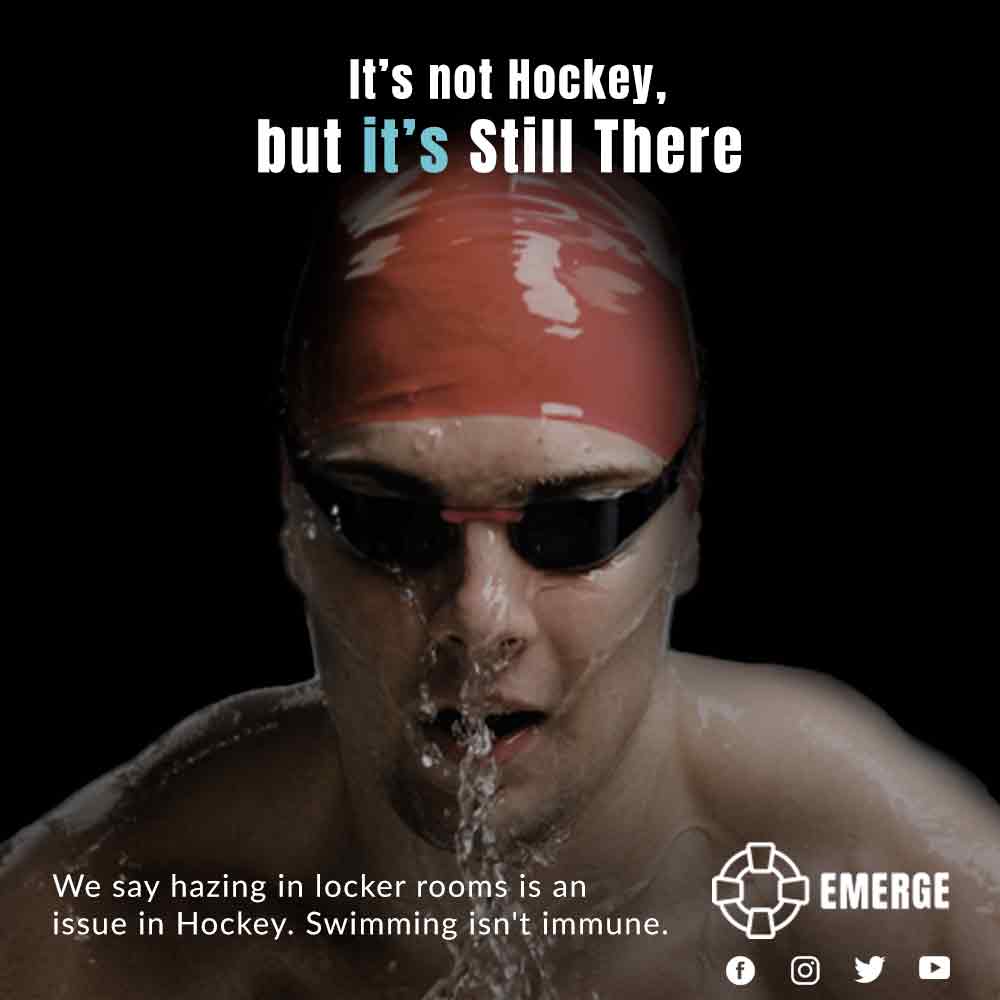 It’s not Hockey,
but it’s Still There
We say hazing in locker rooms is an
issue in Hockey. Swimming isn't immune.
EMERGE